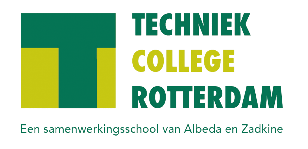 TECHNIEK
COLLEGE
ROTTERDAM
Een samenwerkingsschool van Albeda en Zadkine